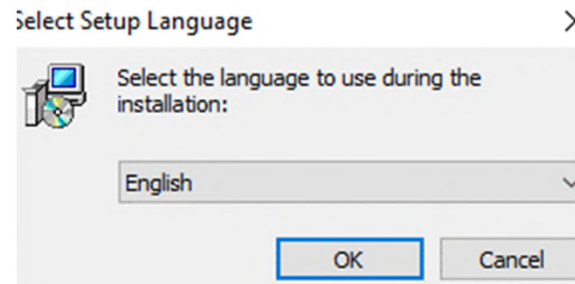 Select Setup Language
Select the language to use during the
installation:
English
OK
Cancel